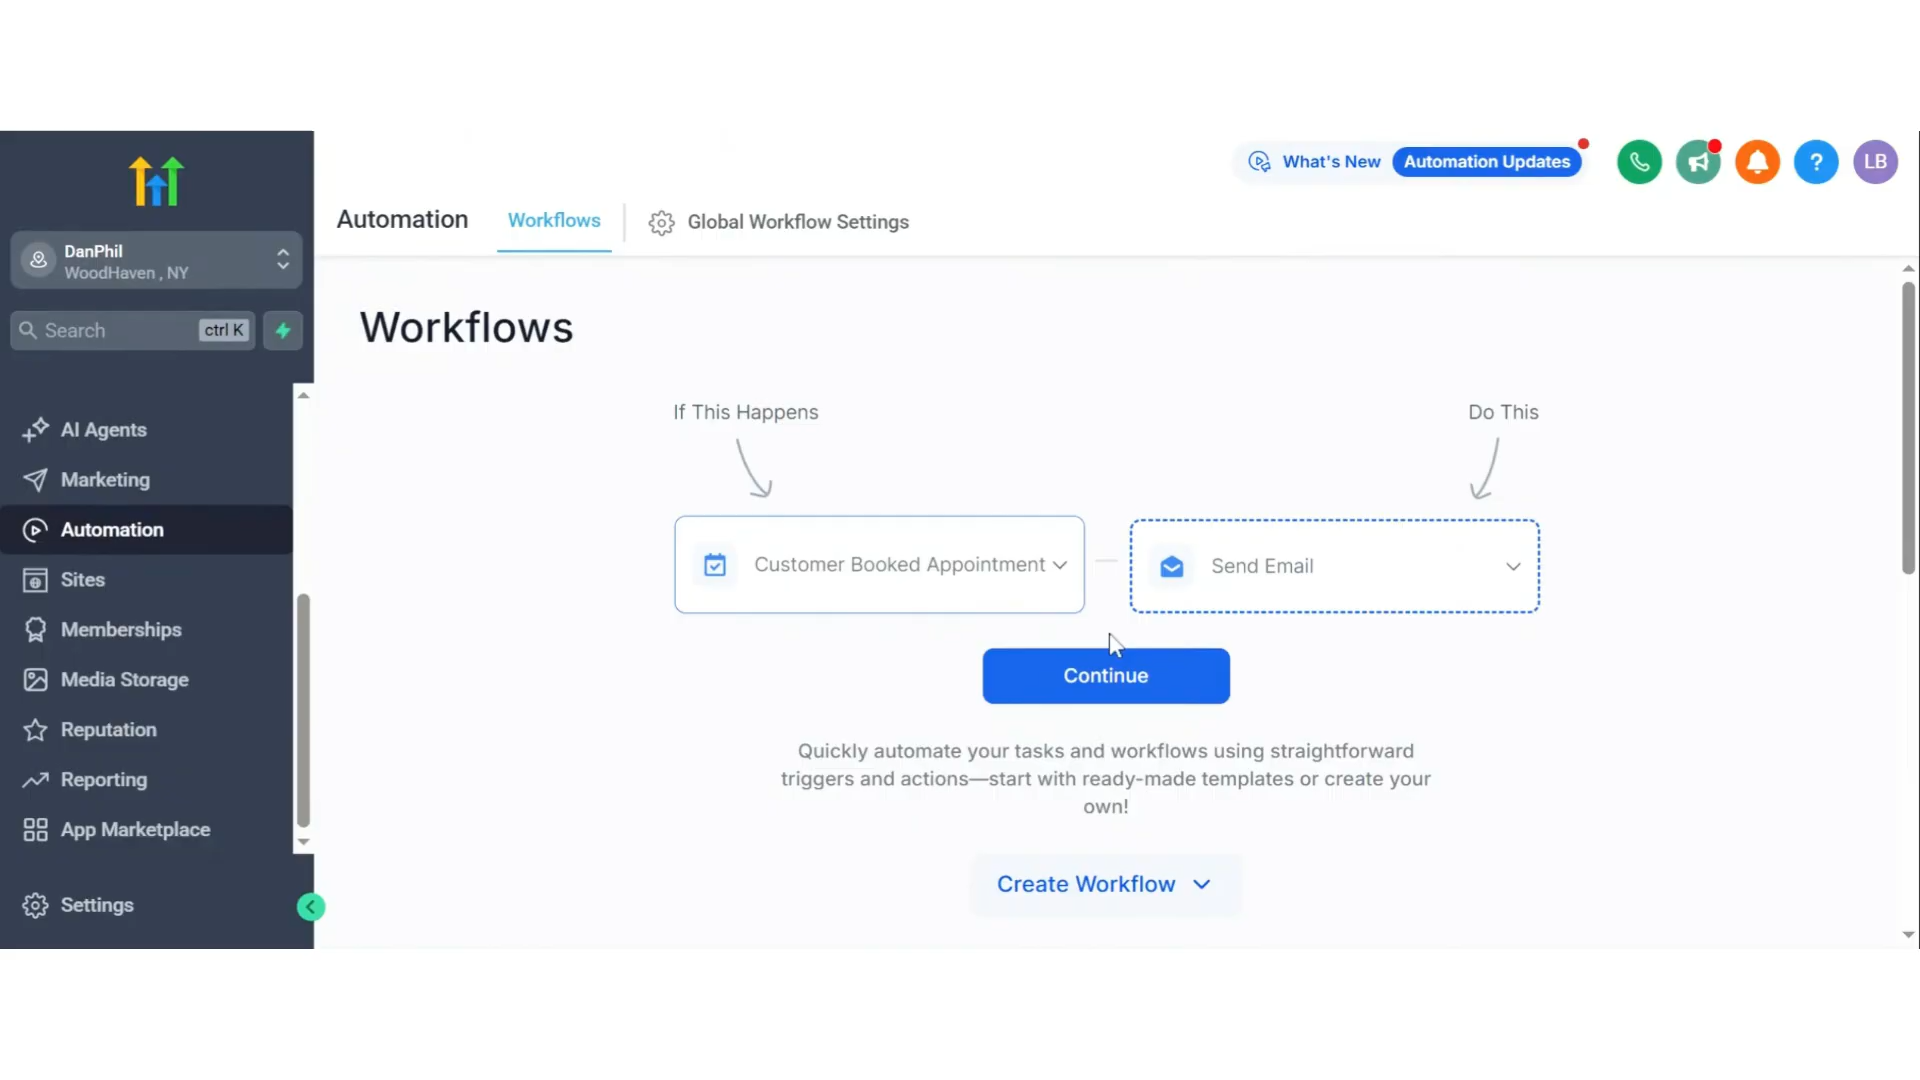 What's New
Automation Updates
?
LB
DanPhil
WoodHaven , NY
Search
ctrl K
AI Agents
Marketing
Automation
Sites
Memberships
Media Storage
Reputation
Reporting
App Marketplace
Settings
Automation
Workflows
Global Workflow Settings
Workflows
If This Happens
Do This
Customer Booked Appointment
Send Email
Continue
Quickly automate your tasks and workflows using straightforward
triggers and actions—start with ready-made templates or create your
own!
Create Workflow